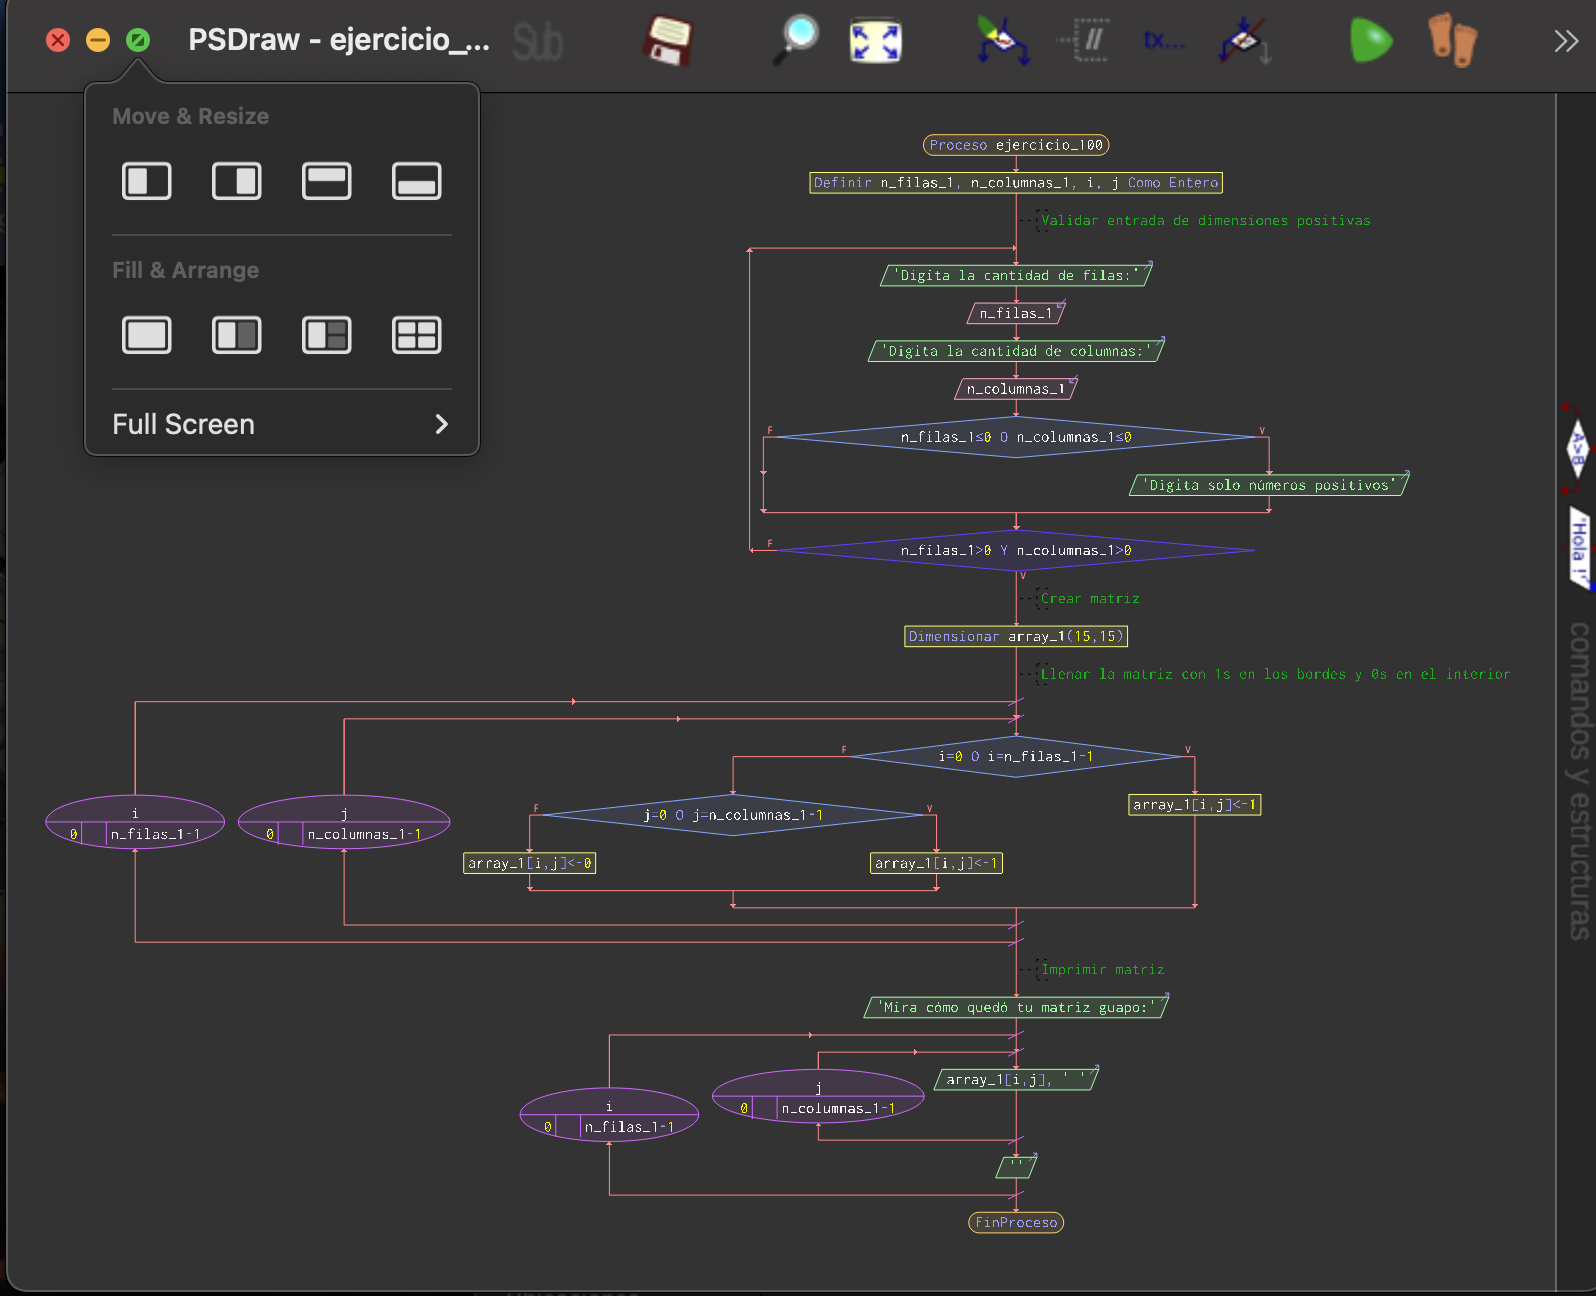 PSDraw - ejercicio_...
Sub
//
tx...
Move & Resize
Fill & Arrange
Full Screen
Proceso ejercicio_100
Definir n_filas_1, n_columnas_1, i, j Como Entero
Validar entrada de dimensiones positivas
'Digita la cantidad de filas:'
n_filas_1
'Digita la cantidad de columnas:'
n_columnas_1
F
n_filas_1≤0 O n_columnas_1≤0
V
'Digita solo números positivos'
F
n_filas_1>0 Y n_columnas_1>0
V
Crear matriz
Dimensionar array_1(15,15)
Llenar la matriz con 1s en los bordes y 0s en el interior
F
i=0 O i=n_filas_1-1
V
i
0 n_filas_1-1
j
0 n_columnas_1-1
F
j=0 O j=n_columnas_1-1
V
array_1[i,j]<-1
array_1[i,j]<-0
array_1[i,j]<-1
Imprimir matriz
'Mira cómo quedó tu matriz guapo:'
i
0 n_filas_1-1
j
0 n_columnas_1-1
array_1[i,j], ' '
''
FinProceso
A>B
"Hola !!"
comandos y estructuras